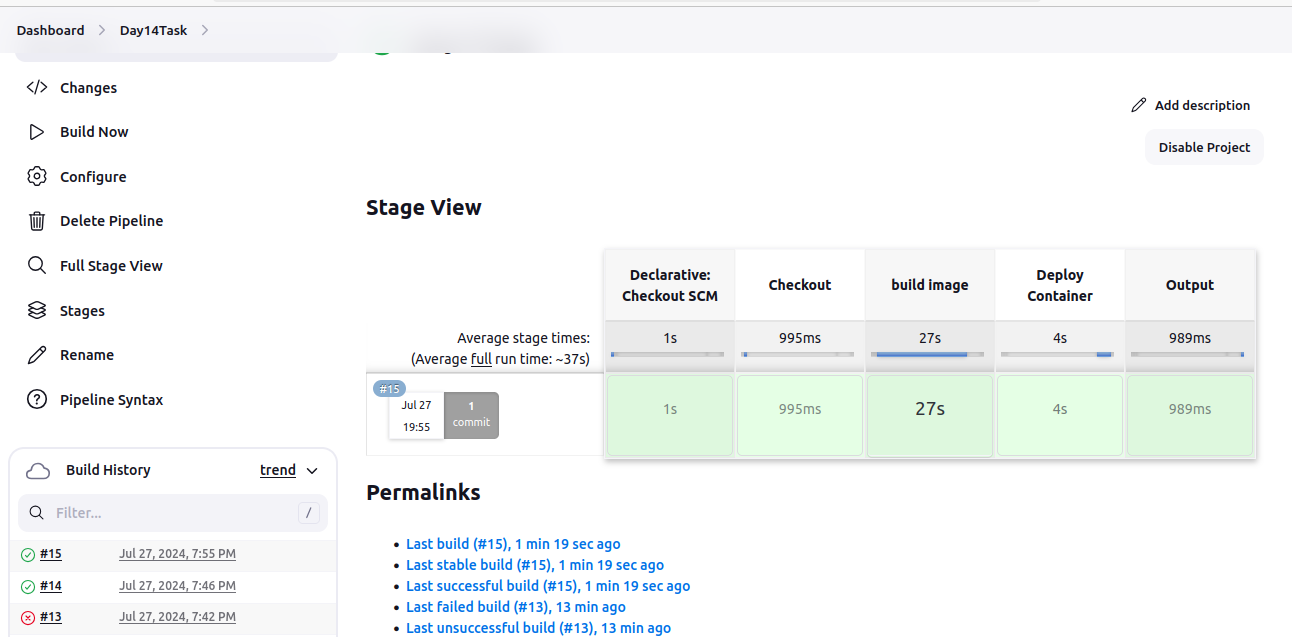 Dashboard > Day14Task >
Changes
Build Now
Configure
Delete Pipeline
Full Stage View
Stages
Rename
Pipeline Syntax
Build History
trend
Filter...
/
#15 Jul 27, 2024, 7:55 PM
#14 Jul 27, 2024, 7:46 PM
#13 Jul 27, 2024, 7:42 PM
Add description
Disable Project
Stage View
Declarative:
Checkout SCM
Checkout
build image
Deploy
Container
Output
Average stage times:
(Average full run time: ~37s)
1s 995ms 27s 4s 989ms
#15
Jul 27
19:55
1
commit
1s 995ms 27s 4s 989ms
Permalinks
• Last build (#15), 1 min 19 sec ago
• Last stable build (#15), 1 min 19 sec ago
• Last successful build (#15), 1 min 19 sec ago
• Last failed build (#13), 13 min ago
• Last unsuccessful build (#13), 13 min ago